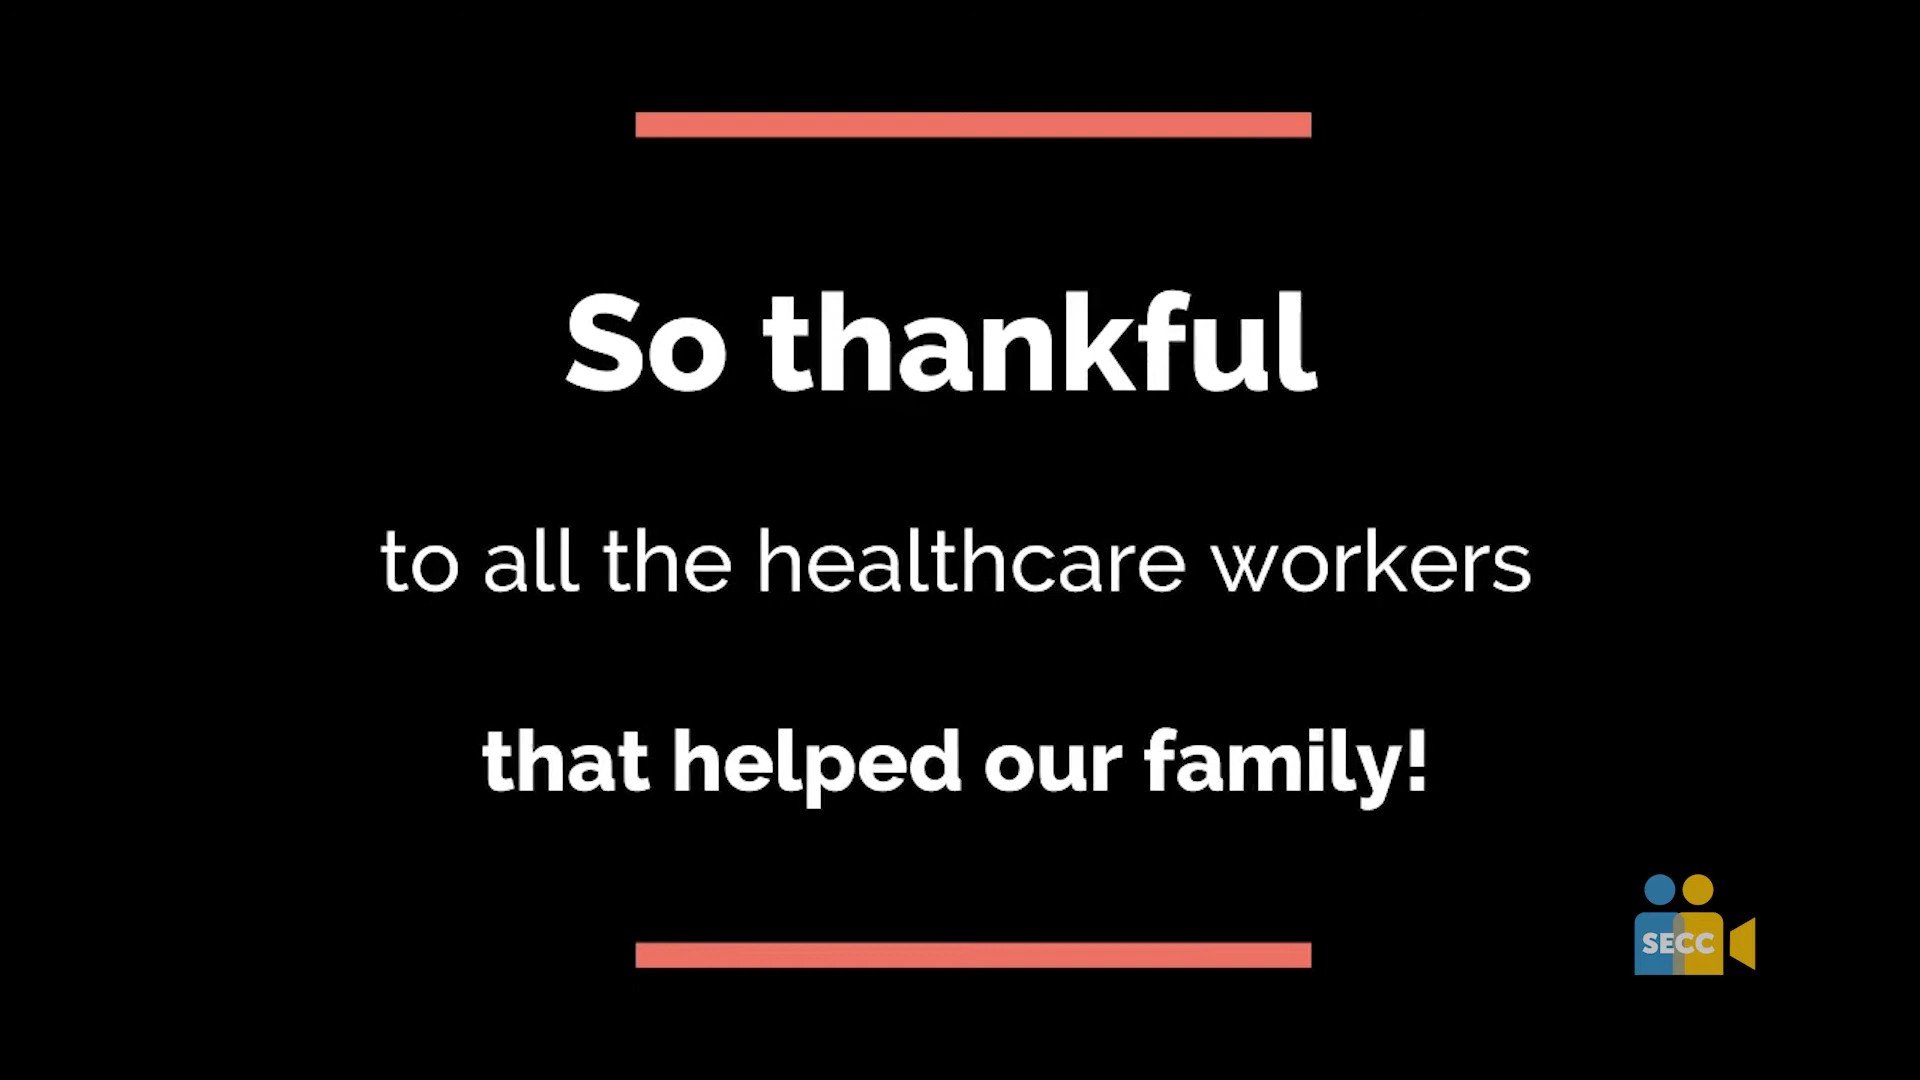 So thankful
to all the healthcare workers
that helped our family!
SECC